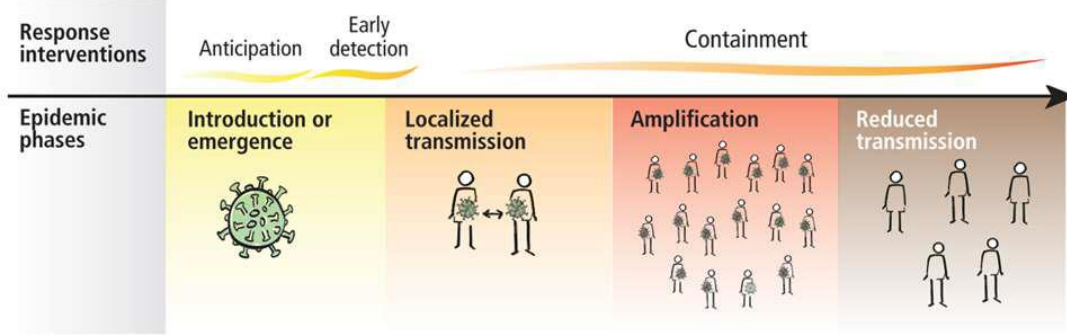 Response
interventions
Anticipation
Early
detection
Containment
Epidemic
phases
Introduction or
emergence
Localized
transmission
Amplification
Reduced
transmission